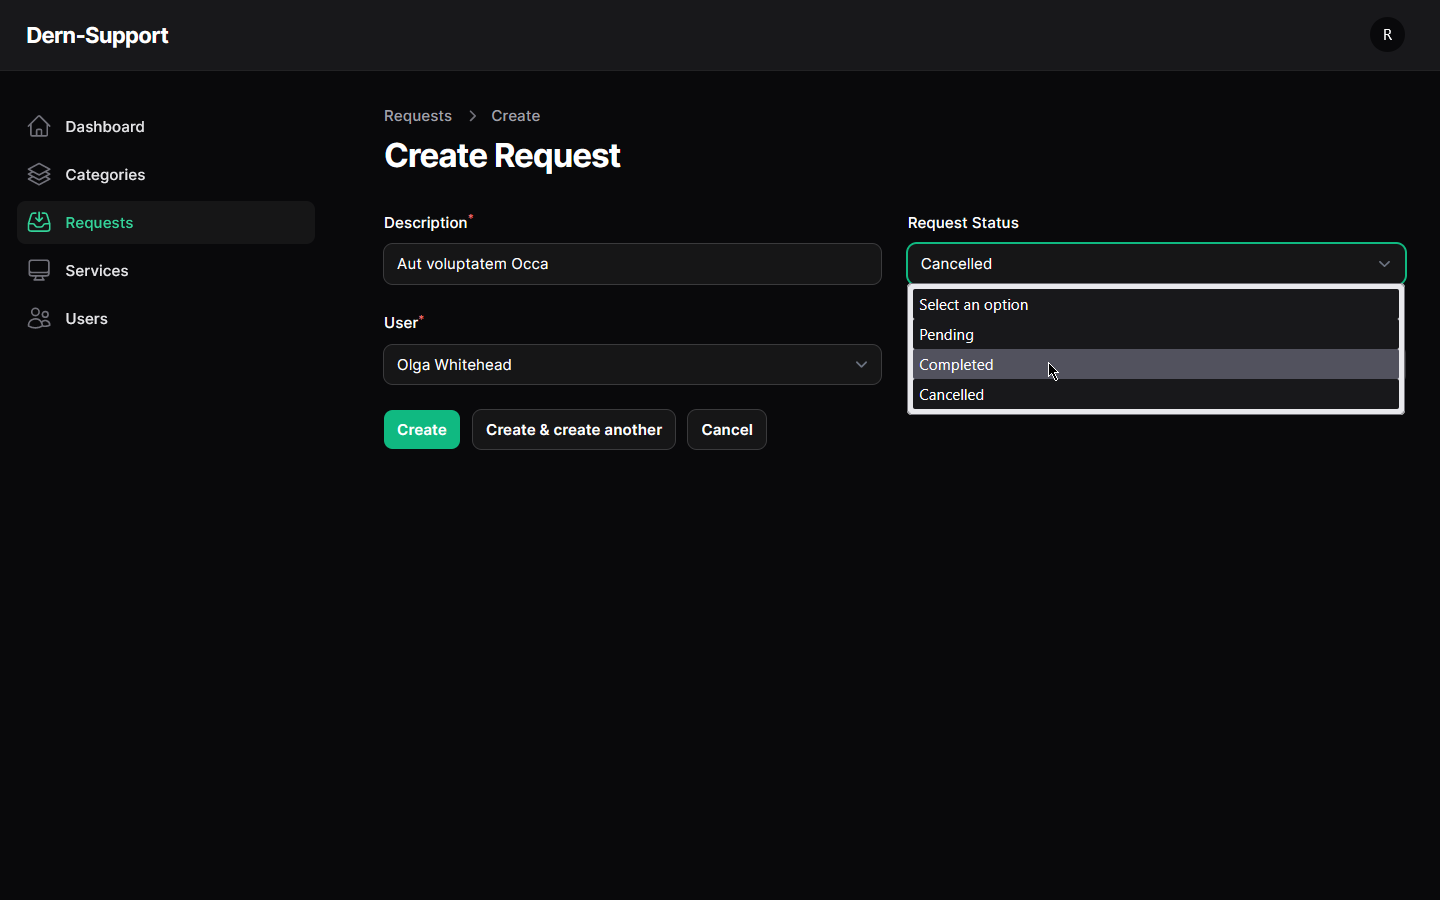 Dern-Support
R
Dashboard
Categories
Requests
Services
Users
Requests > Create
Create Request
Description*
Aut voluptatem Occa
Request Status
Cancelled
Select an option
Pending
Completed
Cancelled
User*
Olga Whitehead
Create
Create & create another
Cancel